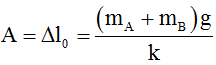 A = Δl₀ = (m_A + m_B)g / k